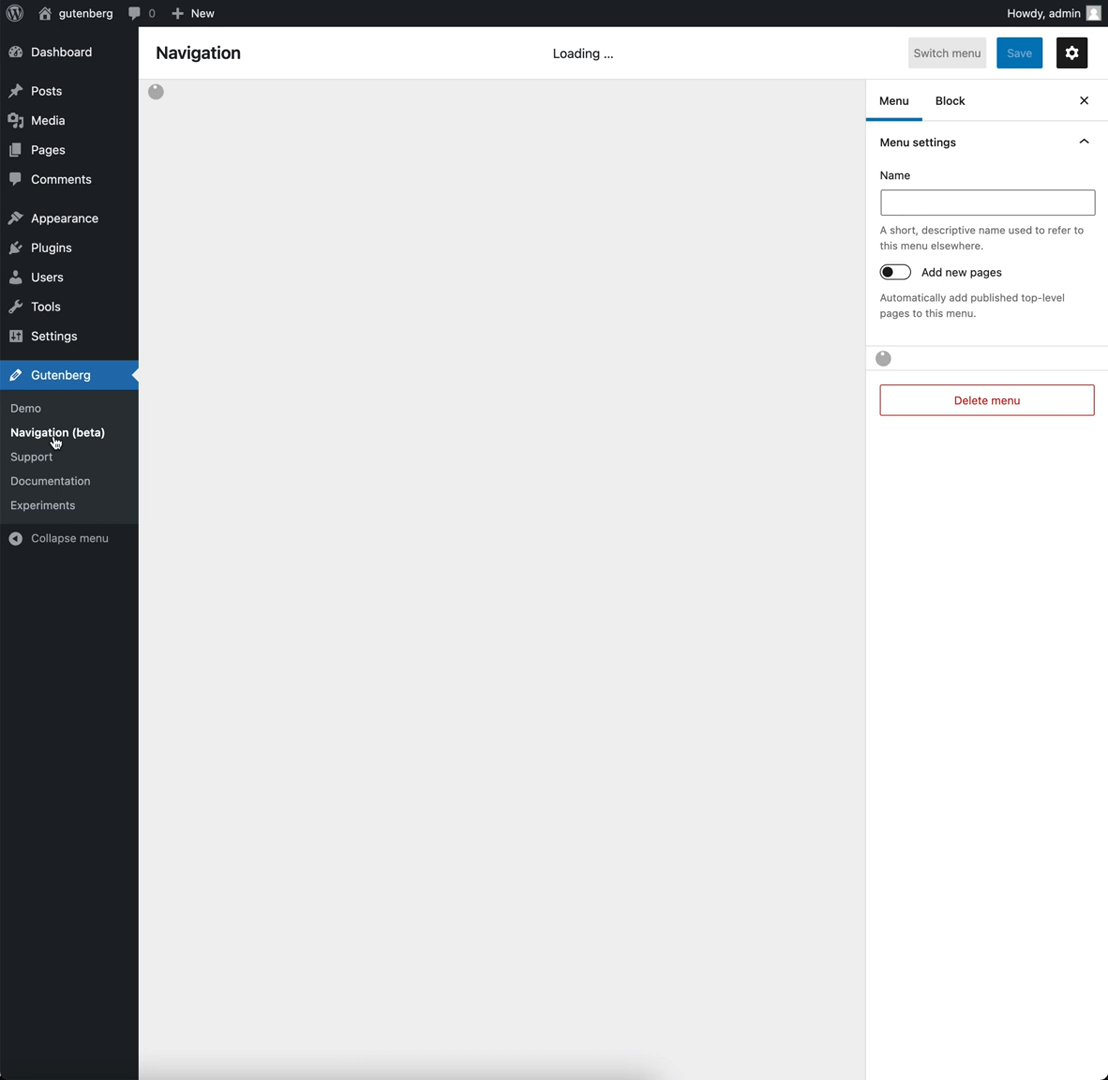 gutenberg
0
New
Howdy, admin
Dashboard
Posts
Media
Pages
Comments
Appearance
Plugins
Users
Tools
Settings
Gutenberg
Demo
Navigation (beta)
Support
Documentation
Experiments
Collapse menu
Navigation
Loading ...
Switch menu
Save
Menu
Block
Menu settings
Name
A short, descriptive name used to refer to
this menu elsewhere.
Add new pages
Automatically add published top-level
pages to this menu.
Delete menu